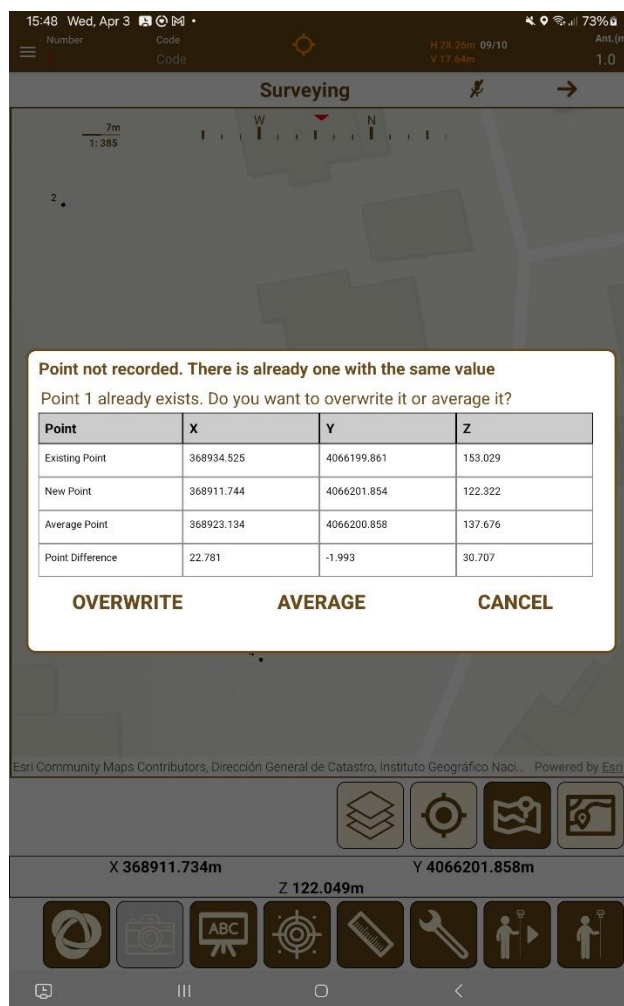 15:48 Wed, Apr 3 73%
Number Code H 28.26m 09/10 Ant.(m
Code V 17.64m 1.0
Surveying
7m W N
1: 385
2
Point not recorded. There is already one with the same value
Point 1 already exists. Do you want to overwrite it or average it?
Point X Y Z
Existing Point 368934.525 4066199.861 153.029
New Point 368911.744 4066201.854 122.322
Average Point 368923.134 4066200.858 137.676
Point Difference 22.781 -1.993 30.707
OVERWRITE AVERAGE CANCEL
Esri Community Maps Contributors, Dirección General de Catastro, Instituto Geográfico Naci... Powered by Esri
X 368911.734m Y 4066201.858m
Z 122.049m
ABC